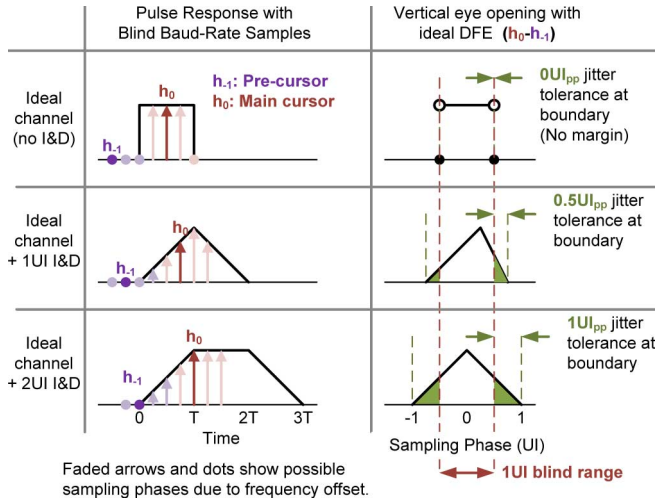 Pulse Response with
Blind Baud-Rate Samples
Vertical eye opening with
ideal DFE (h₀-h₋₁)
Ideal
channel
(no I&D)
h₋₁: Pre-cursor
h₀: Main cursor
h₀
h₋₁
0UIpp jitter
tolerance at
boundary
(No margin)
Ideal
channel
+ 1UI I&D
h₀
h₋₁
0.5UIpp jitter
tolerance at
boundary
Ideal
channel
+ 2UI I&D
h₀
h₋₁
0 T 2T 3T
Time
1UIpp jitter
tolerance at
boundary
-1 0 1
Sampling Phase (UI)
1UI blind range
Faded arrows and dots show possible
sampling phases due to frequency offset.